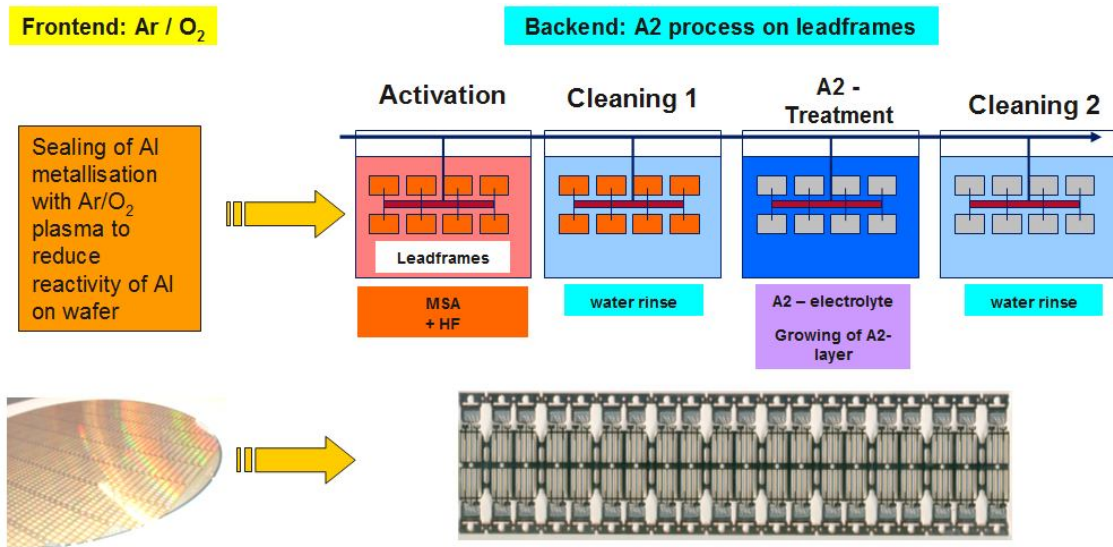 Frontend: Ar / O₂
Backend: A2 process on leadframes
Activation
Cleaning 1
A2 -
Treatment
Cleaning 2
Sealing of Al
metallisation
with Ar/O₂
plasma to
reduce
reactivity of Al
on wafer
Leadframes
MSA
+ HF
water rinse
A2 – electrolyte
Growing of A2-
layer
water rinse